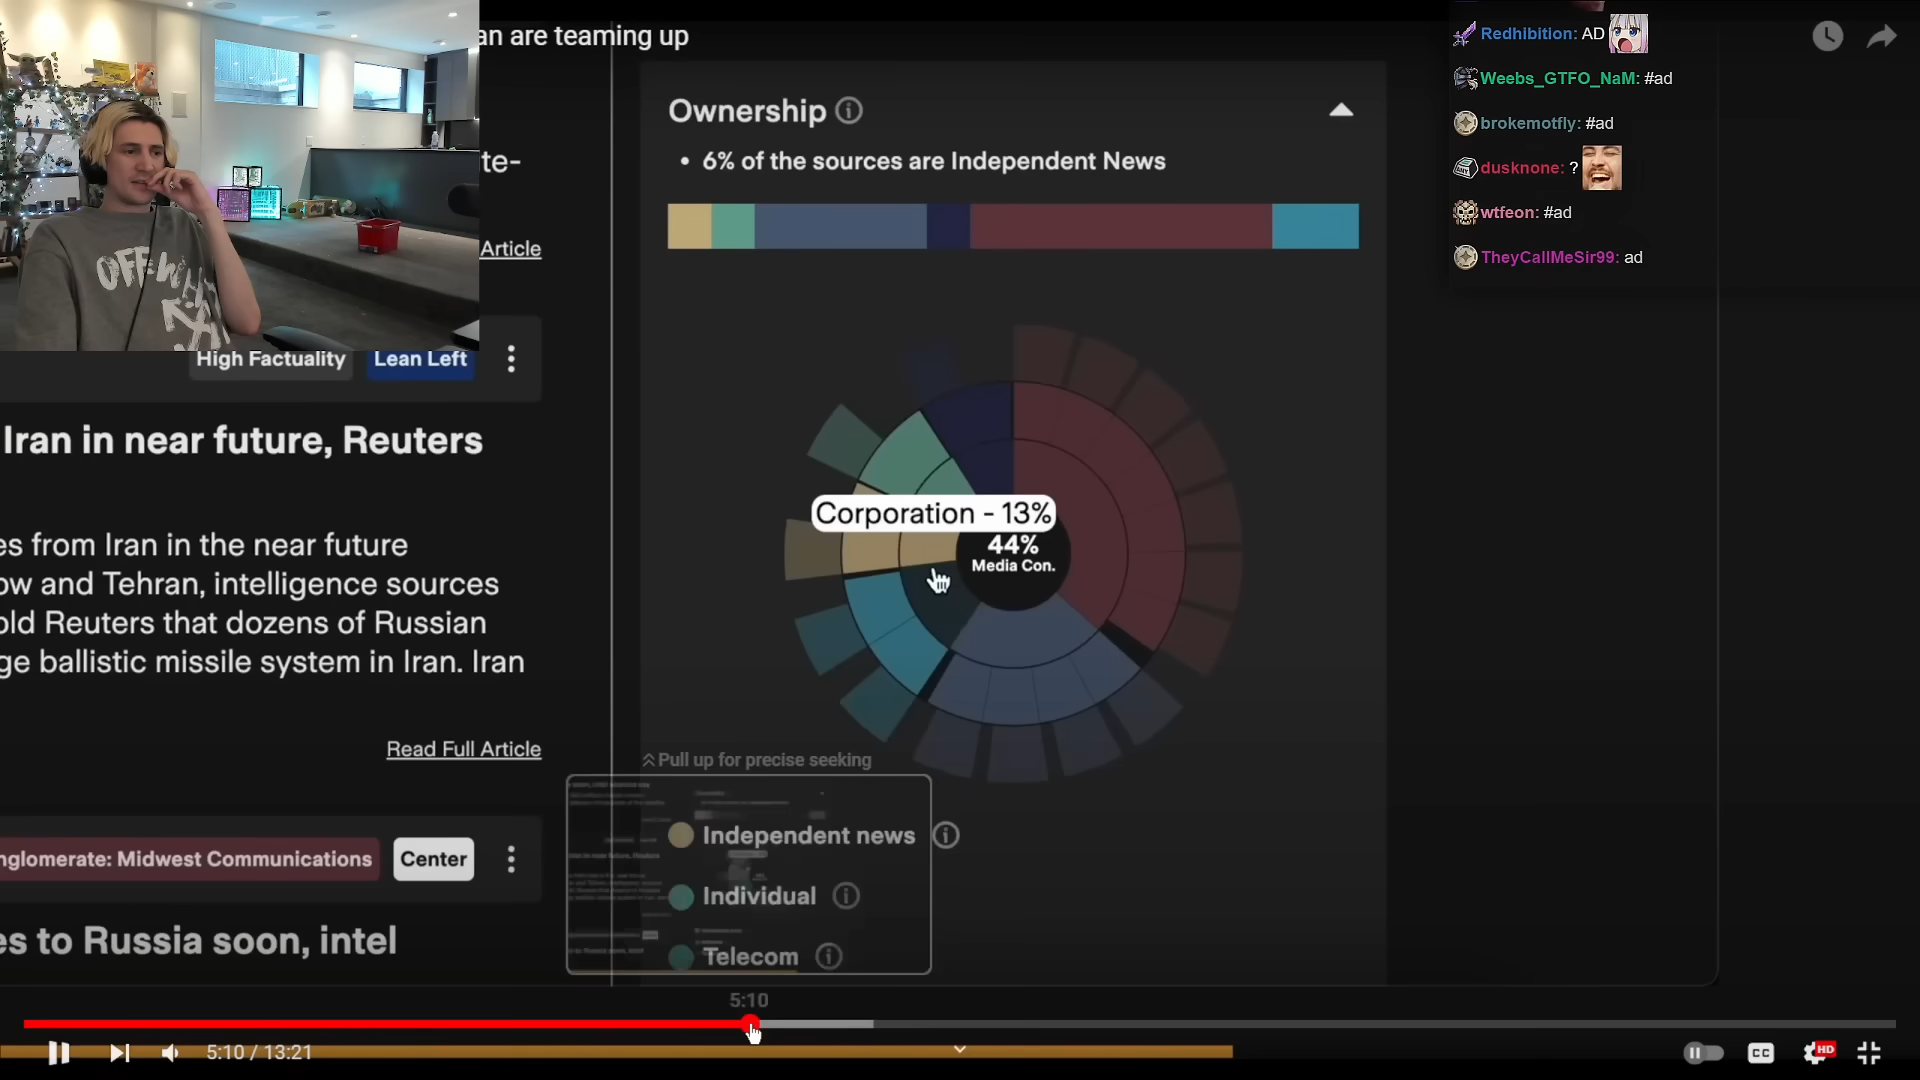 an are teaming up
te-
Article
High Factuality
Lean Left
Iran in near future, Reuters
es from Iran in the near future
ow and Tehran, intelligence sources
old Reuters that dozens of Russian
ge ballistic missile system in Iran. Iran
Read Full Article
nglomerate: Midwest Communications
Center
es to Russia soon, intel
Ownership
• 6% of the sources are Independent News
Corporation - 13%
44%
Media Con.
Pull up for precise seeking
Independent news
Individual
Telecom
5:10
5:10 / 13:21
CC
HD
OFF
Redhibition: AD
Weebs_GTFO_NaM: #ad
brokemotfly: #ad
dusknone: ?
wtfeon: #ad
TheyCallMeSir99: ad